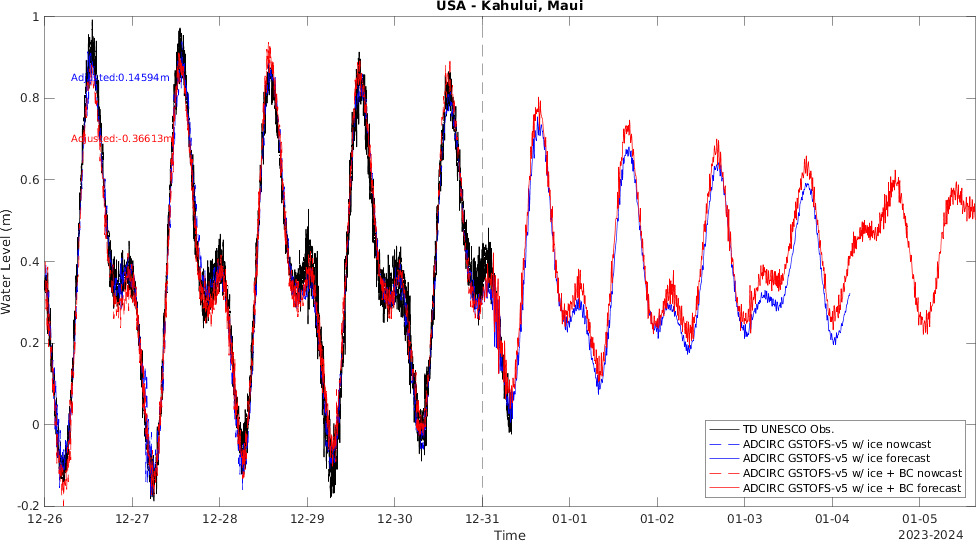 USA - Kahului, Maui
Water Level (m)
1
0.8
0.6
0.4
0.2
0
-0.2
Adjusted:0.14594m
Adjusted:-0.36613m
TD UNESCO Obs.
ADCIRC GSTOFS-v5 w/ ice nowcast
ADCIRC GSTOFS-v5 w/ ice forecast
ADCIRC GSTOFS-v5 w/ ice + BC nowcast
ADCIRC GSTOFS-v5 w/ ice + BC forecast
12-26 12-27 12-28 12-29 12-30 12-31 01-01 01-02 01-03 01-04 01-05
Time
2023-2024